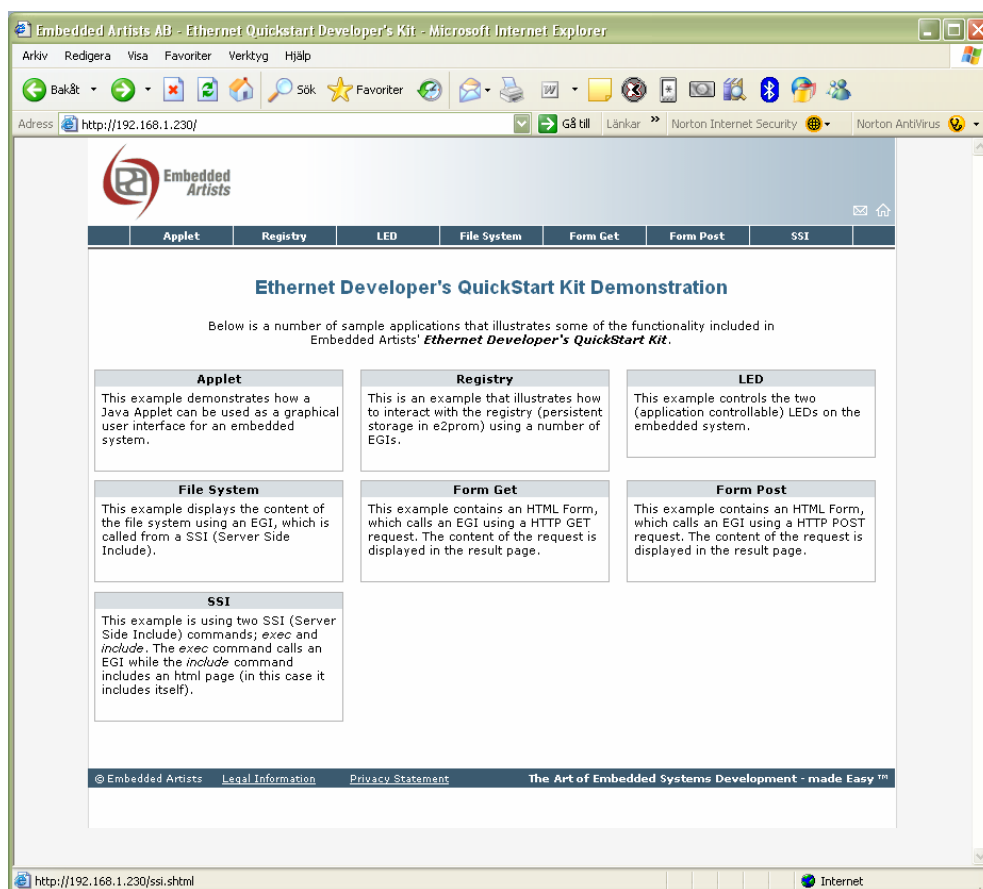 Embedded Artists AB - Ethernet Quickstart Developer's Kit - Microsoft Internet Explorer
Arkiv Redigera Visa Favoriter Verktyg Hjälp
Bakåt Sök Favoriter
Adress http://192.168.1.230/ Gå till Länkar » Norton Internet Security Norton AntiVirus
Embedded
Artists
Applet Registry LED File System Form Get Form Post SSI
Ethernet Developer's QuickStart Kit Demonstration
Below is a number of sample applications that illustrates some of the functionality included in
Embedded Artists' Ethernet Developer's QuickStart Kit.
Applet
This example demonstrates how a
Java Applet can be used as a graphical
user interface for an embedded
system.
Registry
This is an example that illustrates how
to interact with the registry (persistent
storage in e2prom) using a number of
EGIs.
LED
This example controls the two
(application controllable) LEDs on the
embedded system.
File System
This example displays the content of
the file system using an EGI, which is
called from a SSI (Server Side
Include).
Form Get
This example contains an HTML Form,
which calls an EGI using a HTTP GET
request. The content of the request is
displayed in the result page.
Form Post
This example contains an HTML Form,
which calls an EGI using a HTTP POST
request. The content of the request is
displayed in the result page.
SSI
This example is using two SSI (Server
Side Include) commands; exec and
include. The exec command calls an
EGI while the include command
includes an html page (in this case it
includes itself).
© Embedded Artists Legal Information Privacy Statement The Art of Embedded Systems Development - made Easy ™
http://192.168.1.230/ssi.shtml Internet